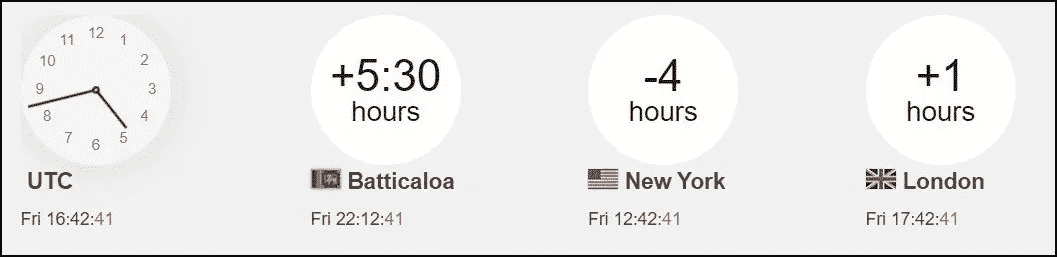 12
11 1
10 2
9 3
8 4
7 5
6
UTC
Fri 16:42:41
+5:30
hours
Batticaloa
Fri 22:12:41
-4
hours
New York
Fri 12:42:41
+1
hours
London
Fri 17:42:41